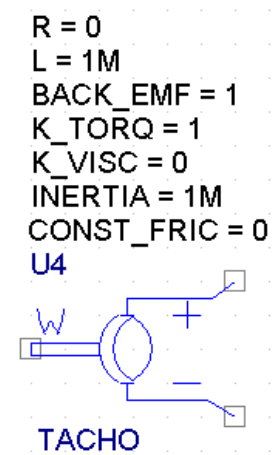 R = 0
L = 1M
BACK_EMF = 1
K_TORQ = 1
K_VISC = 0
INERTIA = 1M
CONST_FRIC = 0
U4
W
+
−
TACHO